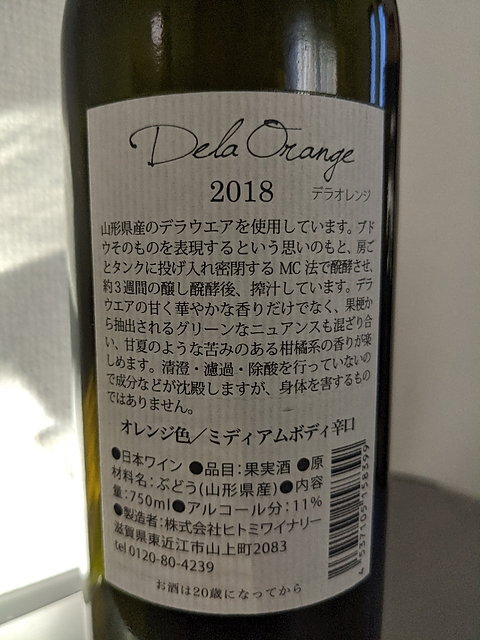 Dela Orange
2018 デラオレンジ
山形県産のデラウエアを使用しています。ブド
ウそのものを表現するという思いのもと、房ご
とタンクに投げ入れ密閉する MC 法で醗酵させ、
約3週間の醸し醗酵後、搾汁しています。デラ
ウエアの甘く華やかな香りだけでなく、果梗か
ら抽出されるグリーンなニュアンスも混ざり合
い、甘夏のような苦みのある柑橘系の香りが楽
しめます。清澄・濾過・除酸を行っていないの
で成分などが沈殿しますが、身体を害するもの
ではありません。
オレンジ色／ミディアムボディ辛口
●日本ワイン ●品目：果実酒 ●原
材料名：ぶどう(山形県産)●内容
量：750ml●アルコール分：11%
●製造者：株式会社ヒトミワイナリー
滋賀県東近江市山上町2083
tel 0120-80-4239
4 537105 158399
お酒は20歳になってから